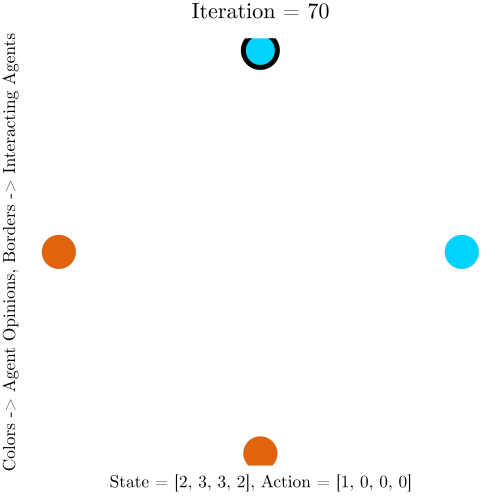 Iteration = 70
Colors -> Agent Opinions, Borders -> Interacting Agents
State = [2, 3, 3, 2], Action = [1, 0, 0, 0]